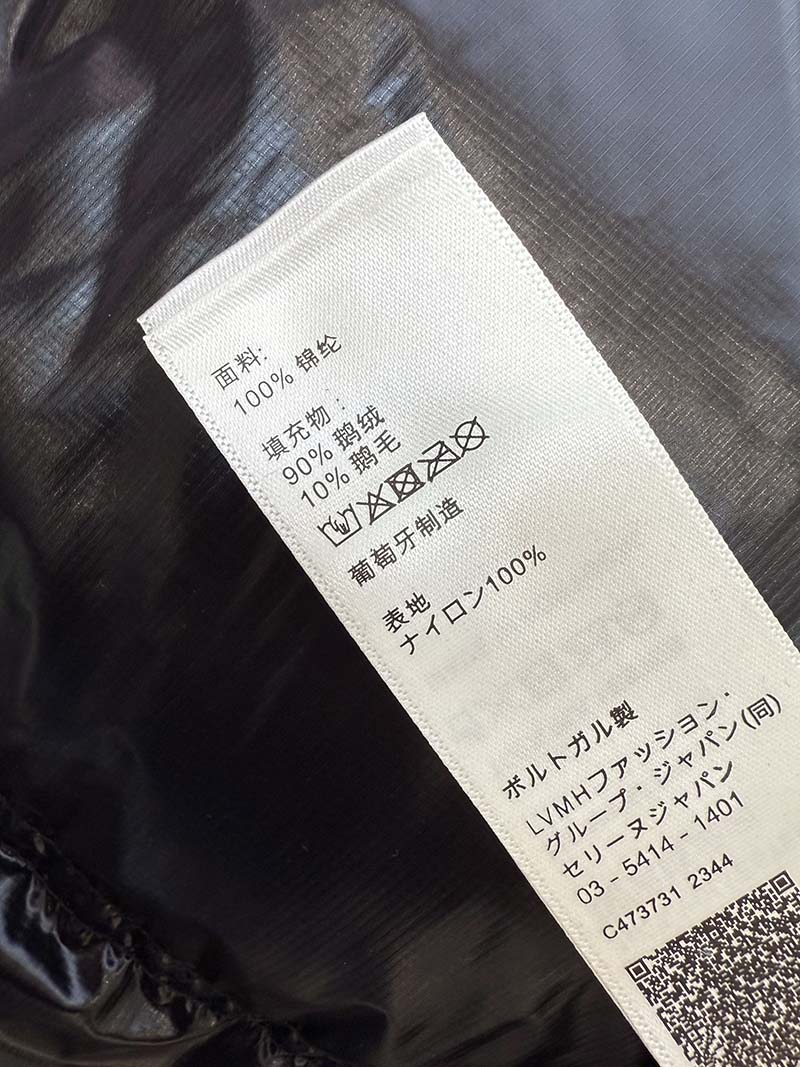 面料:
100% 锦纶
填充物:
90% 鹅绒
10% 鹅毛
葡萄牙制造
表地
ナイロン100%
ポルトガル製
LVMHファッション・
グループ・ジャパン(同)
セリーヌジャパン
03 - 5414 - 1401
C473731 2344